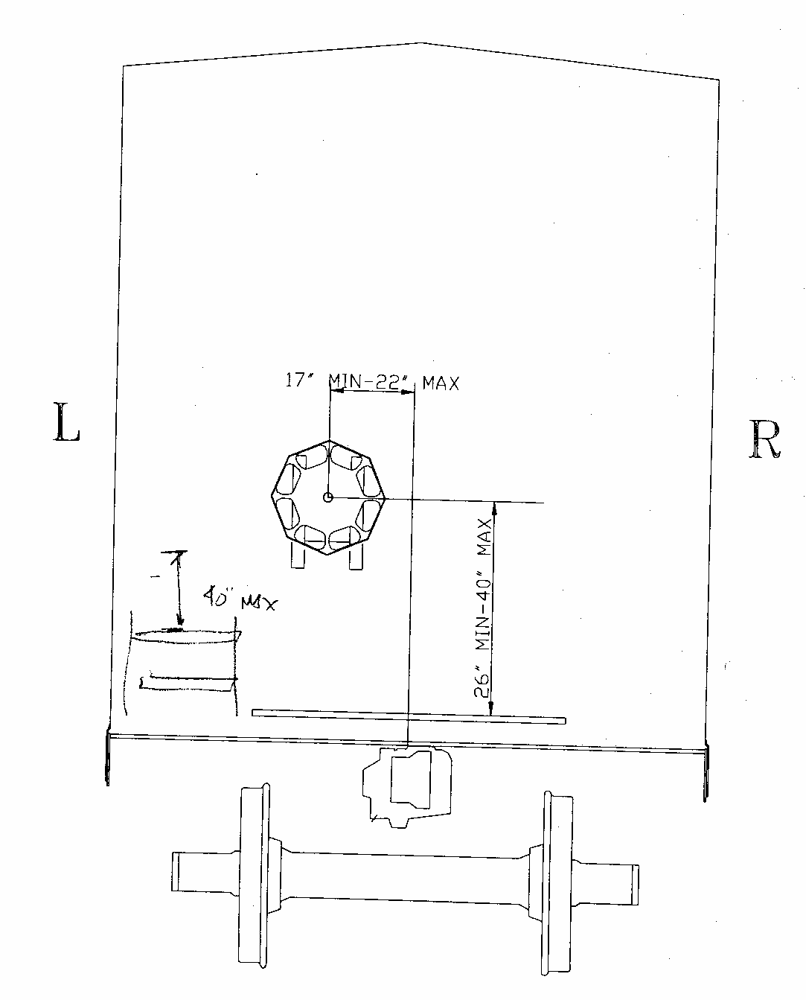 17" MIN-22" MAX
L
R
26" MIN-40" MAX
40" MAX